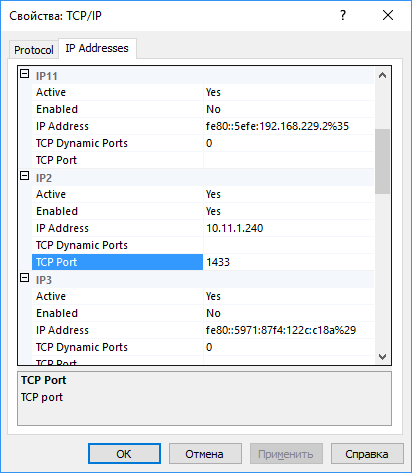 Свойства: TCP/IP ? ×
Protocol IP Addresses
IP11
Active Yes
Enabled No
IP Address fe80::5efe:192.168.229.2%35
TCP Dynamic Ports 0
TCP Port
IP2
Active Yes
Enabled Yes
IP Address 10.11.1.240
TCP Dynamic Ports
TCP Port 1433
IP3
Active Yes
Enabled No
IP Address fe80::5971:87f4:122c:c18a%29
TCP Dynamic Ports 0
TCP Port
TCP Port
TCP port
ОК Отмена Применить Справка